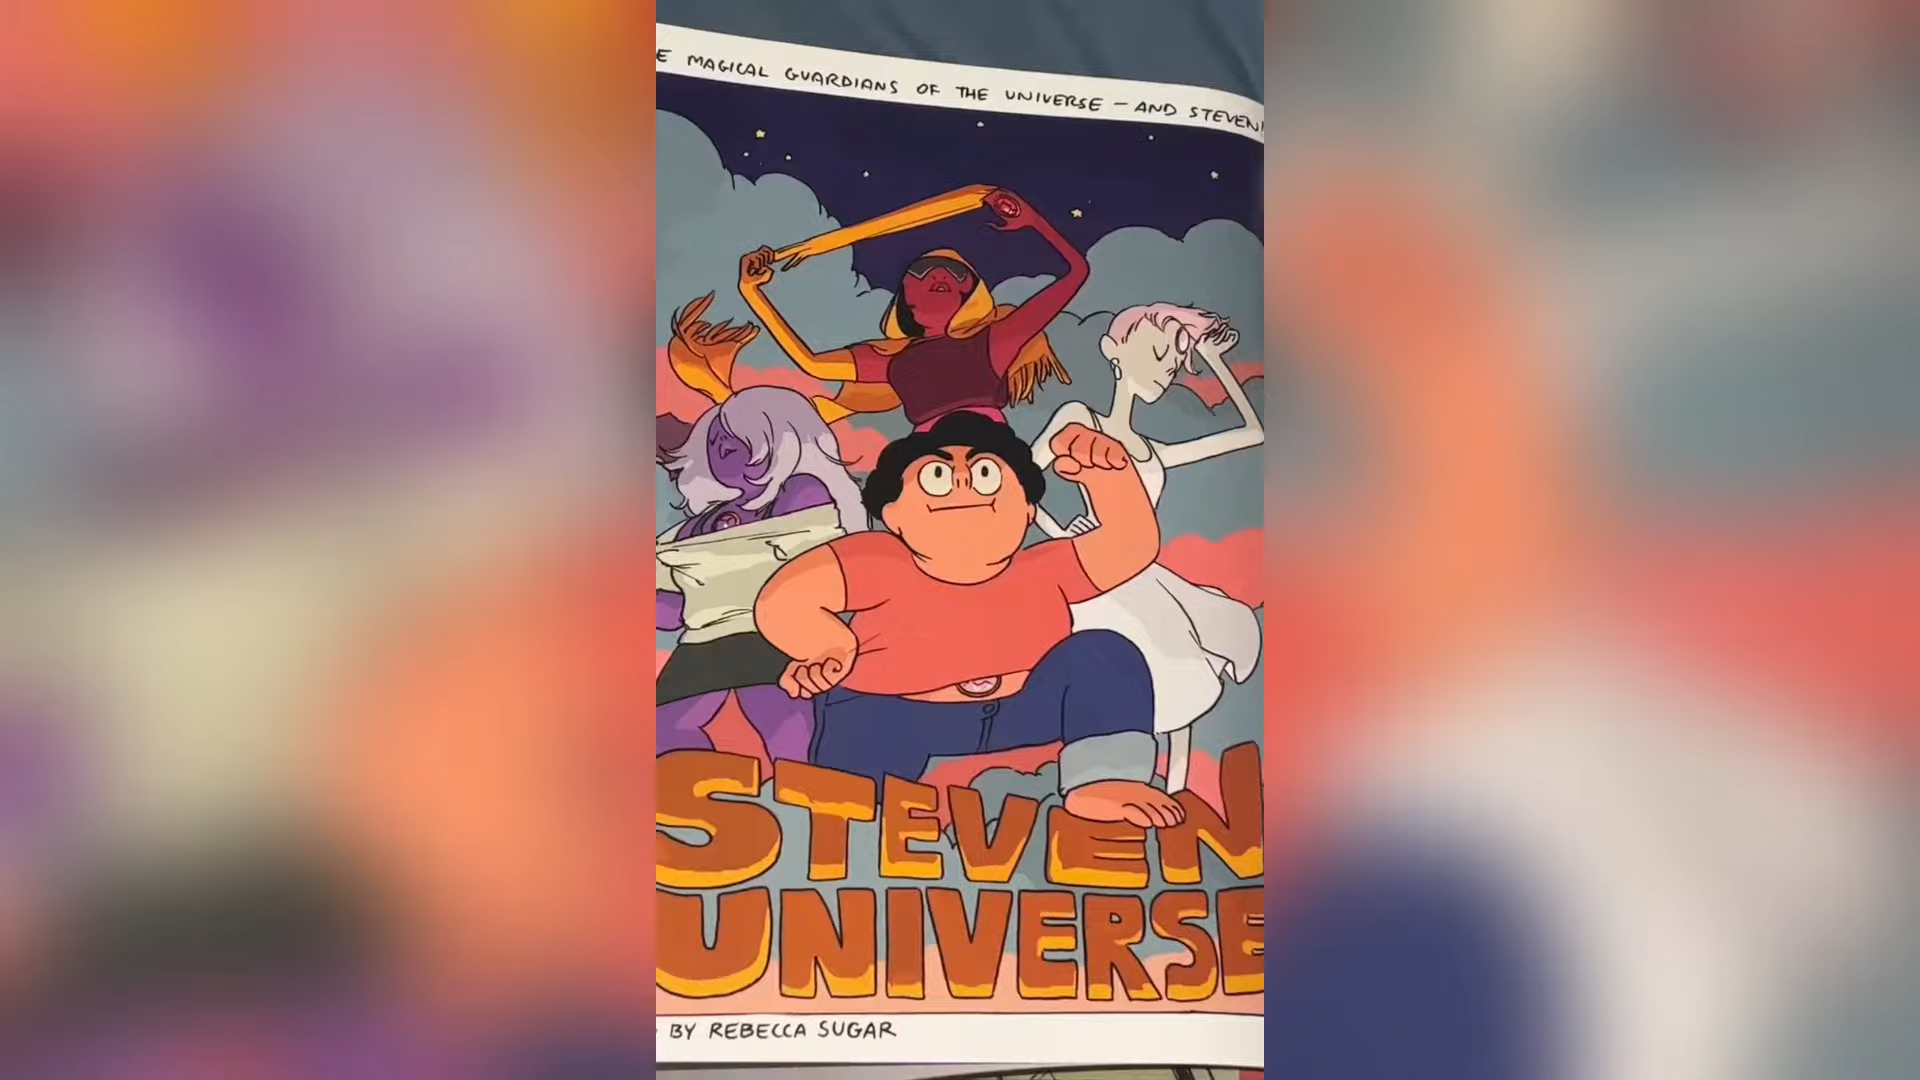 E MAGICAL GUARDIANS OF THE UNIVERSE – AND STEVEN!
STEVEN
UNIVERSE
BY REBECCA SUGAR